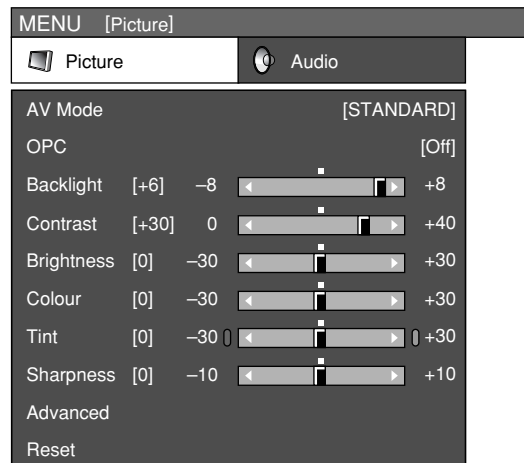 MENU [Picture]
Picture Audio
AV Mode [STANDARD]
OPC [Off]
Backlight [+6] –8 +8
Contrast [+30] 0 +40
Brightness [0] –30 +30
Colour [0] –30 +30
Tint [0] –30 +30
Sharpness [0] –10 +10
Advanced
Reset